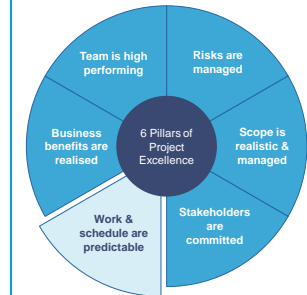 Team is high
performing
Risks are
managed
Business
benefits are
realised
6 Pillars of
Project
Excellence
Scope is
realistic &
managed
Work &
schedule are
predictable
Stakeholders
are
committed